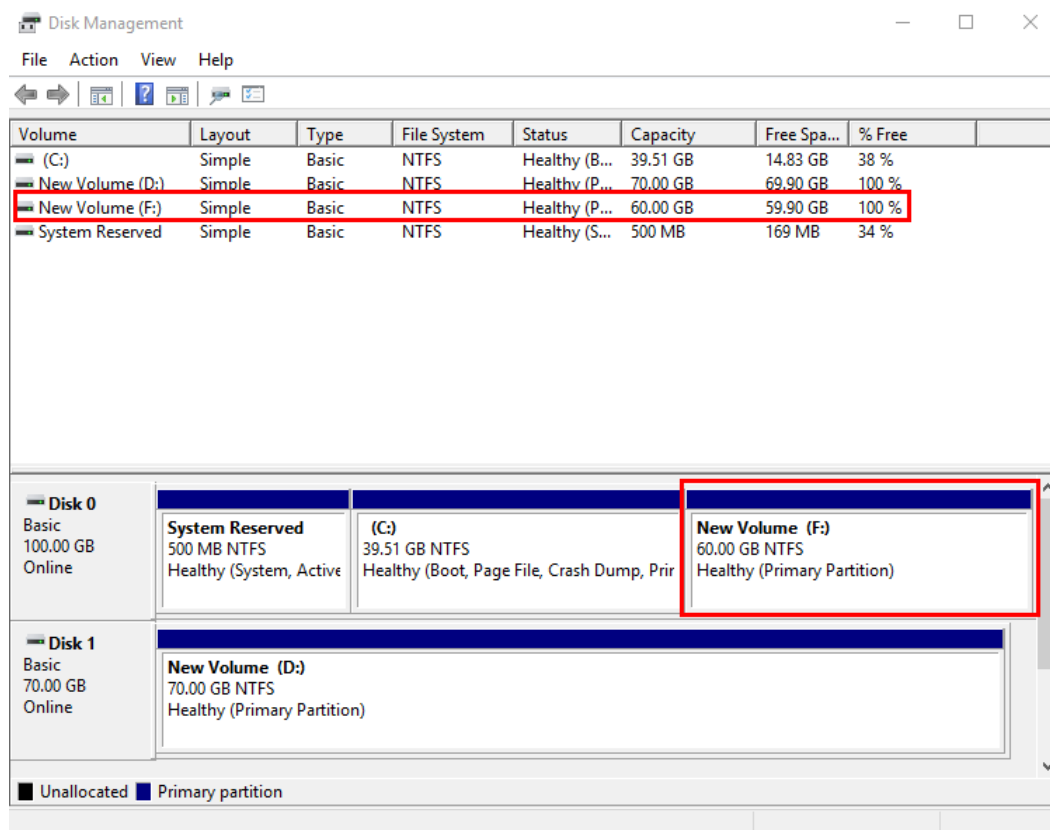 Disk Management
File Action View Help
Volume Layout Type File System Status Capacity Free Spa... % Free
(C:) Simple Basic NTFS Healthy (B... 39.51 GB 14.83 GB 38 %
New Volume (D:) Simple Basic NTFS Healthy (P... 70.00 GB 69.90 GB 100 %
New Volume (F:) Simple Basic NTFS Healthy (P... 60.00 GB 59.90 GB 100 %
System Reserved Simple Basic NTFS Healthy (S... 500 MB 169 MB 34 %
Disk 0
Basic
100.00 GB
Online
System Reserved
500 MB NTFS
Healthy (System, Active
(C:)
39.51 GB NTFS
Healthy (Boot, Page File, Crash Dump, Prir
New Volume (F:)
60.00 GB NTFS
Healthy (Primary Partition)
Disk 1
Basic
70.00 GB
Online
New Volume (D:)
70.00 GB NTFS
Healthy (Primary Partition)
Unallocated Primary partition